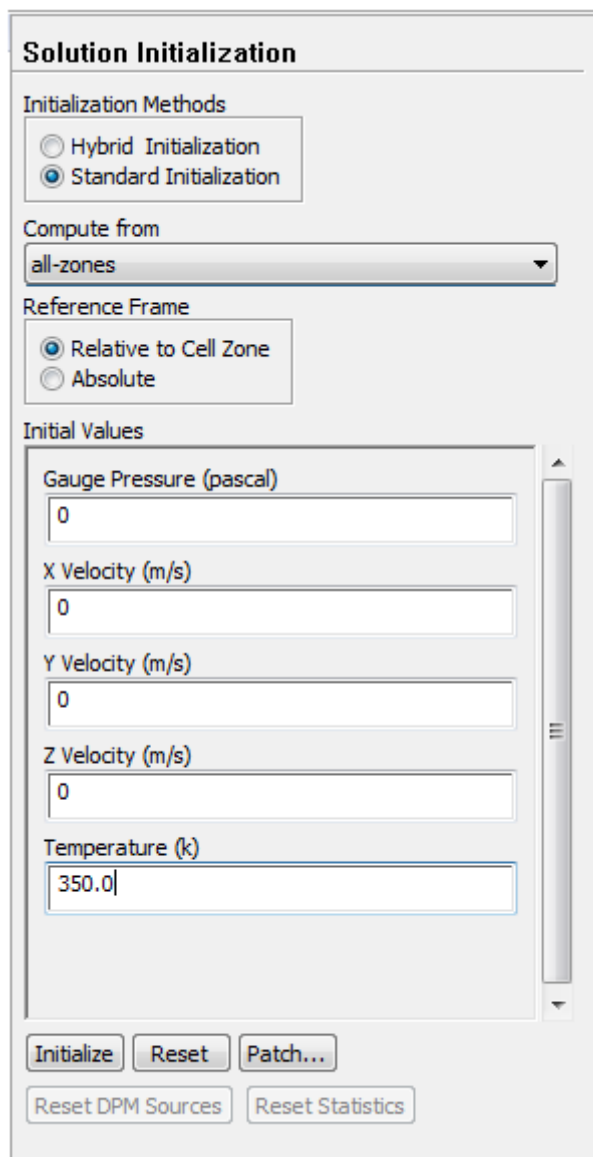 Solution Initialization
Initialization Methods
Hybrid Initialization
Standard Initialization
Compute from
all-zones
Reference Frame
Relative to Cell Zone
Absolute
Initial Values
Gauge Pressure (pascal)
0
X Velocity (m/s)
0
Y Velocity (m/s)
0
Z Velocity (m/s)
0
Temperature (k)
350.0
Initialize Reset Patch...
Reset DPM Sources Reset Statistics